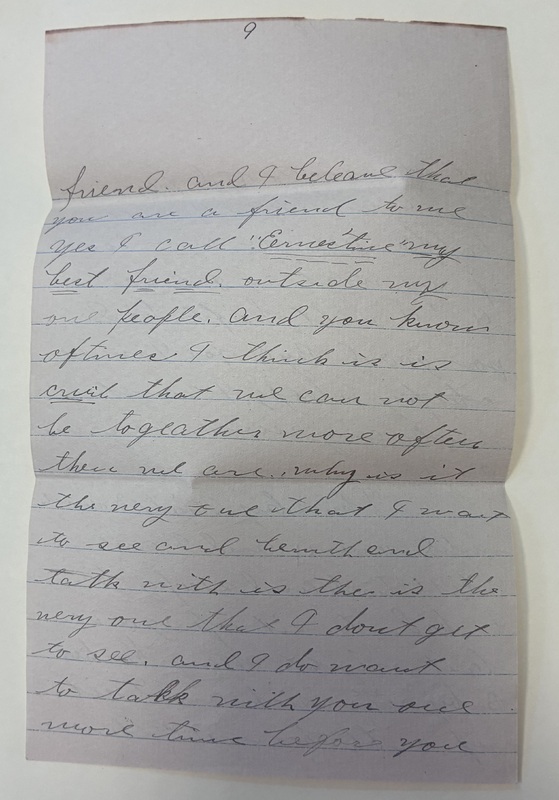 9
friend. and I beleave that
you are a friend to me
yes I call "Ernestine" my
best friend. outside my
one people. and you know
oftimes I think is is
cruil that we can not
be togeather more often
then we are. why is it
the very one that I want
to see and
talk with is the is the
very one that I dont get
to see. and I do want
to talk with you one
more time before you